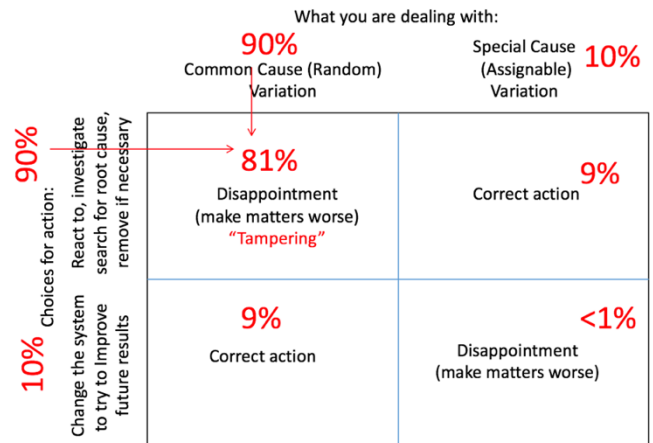 What you are dealing with:
90%
Common Cause (Random)
Variation
Special Cause
(Assignable)
Variation
10%
Choices for action:
90%
React to, investigate
search for root cause,
remove if necessary
81%
Disappointment
(make matters worse)
“Tampering”
9%
Correct action
10%
Change the system
to try to Improve
future results
9%
Correct action
<1%
Disappointment
(make matters worse)